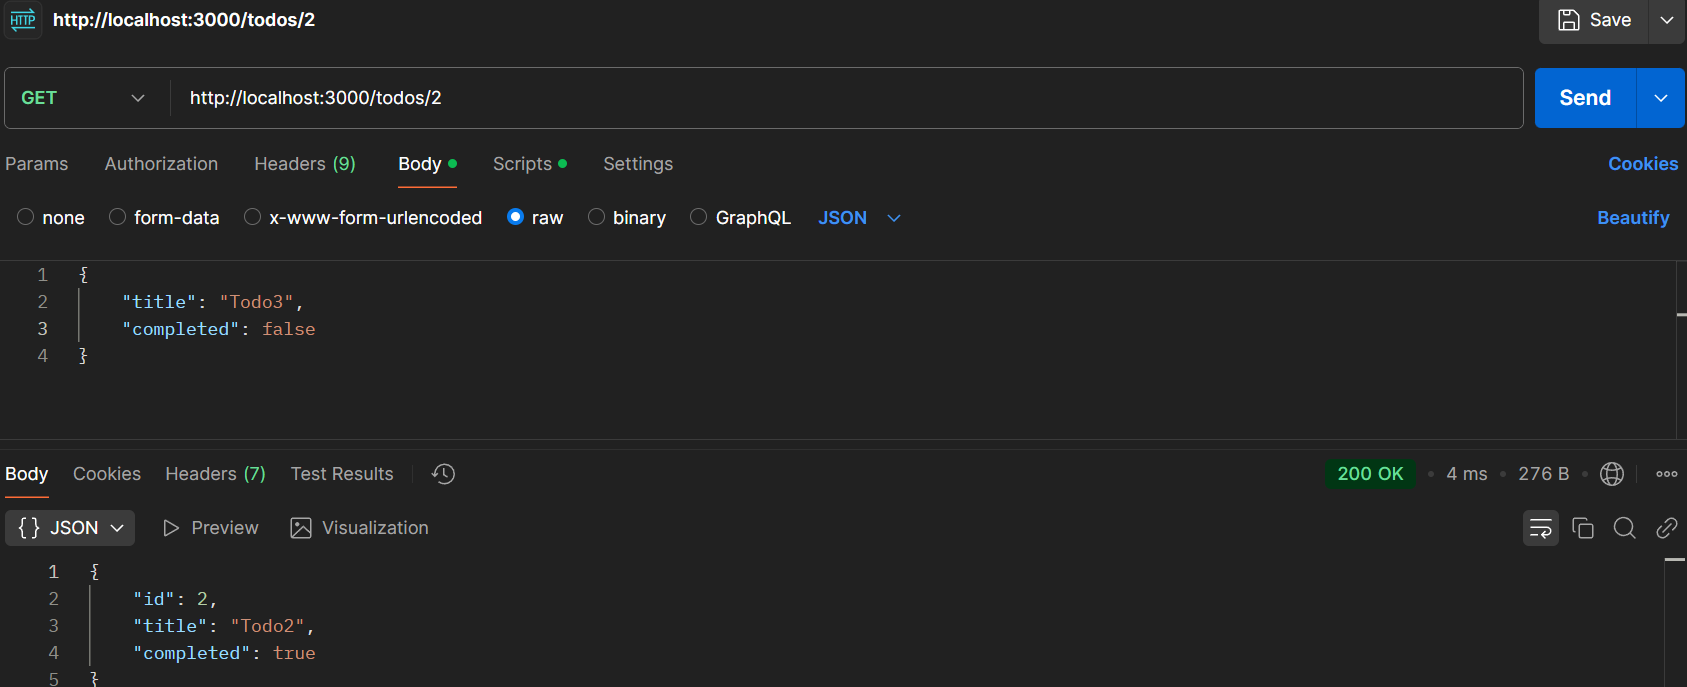 HTTP http://localhost:3000/todos/2 Save
GET http://localhost:3000/todos/2 Send
Params Authorization Headers (9) Body Scripts Settings Cookies
none form-data x-www-form-urlencoded raw binary GraphQL JSON Beautify
1 {
2 "title": "Todo3",
3 "completed": false
4 }
Body Cookies Headers (7) Test Results 200 OK • 4 ms • 276 B •
{} JSON Preview Visualization
1 {
2 "id": 2,
3 "title": "Todo2",
4 "completed": true
5 }